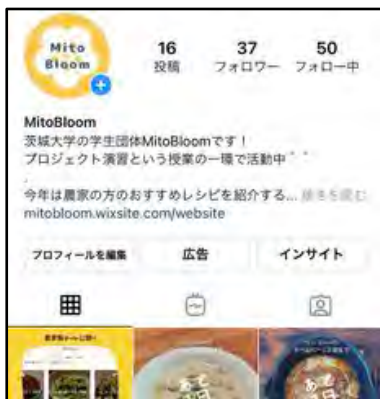 Mito
Bloom
16
37
50
投稿
フォロワー
フォロー中
MitoBloom
茨城大学の学生団体MitoBloomです！
プロジェクト演習という授業の一環で活動中
.
今年は農家の方のおすすめレシピを紹介する... 続きを読む
mitobloom.wixsite.com/website
プロフィールを編集
広告
インサイト